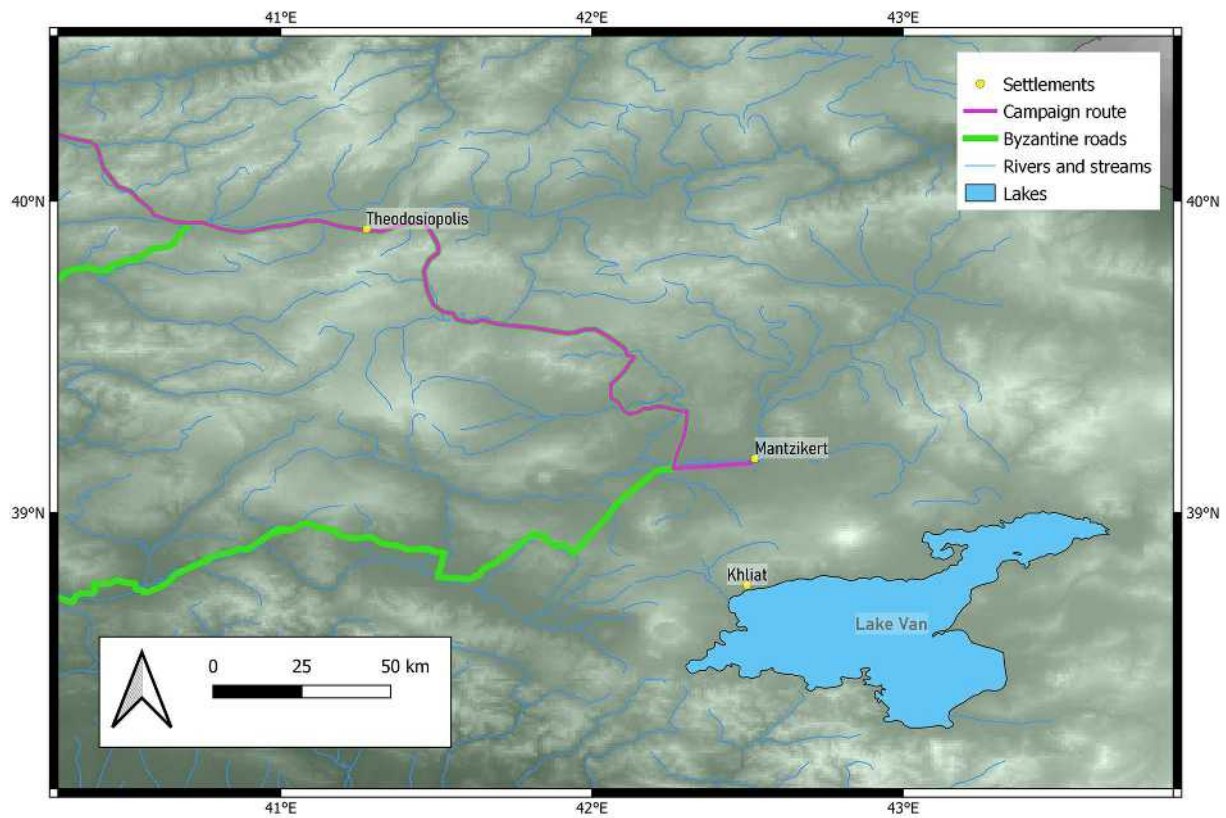 41°E
42°E
43°E
Settlements
Campaign route
Byzantine roads
Rivers and streams
Lakes
40°N
40°N
Theodosiopolis
Mantzikert
39°N
39°N
Khliat
Lake Van
0 25 50 km
41°E
42°E
43°E